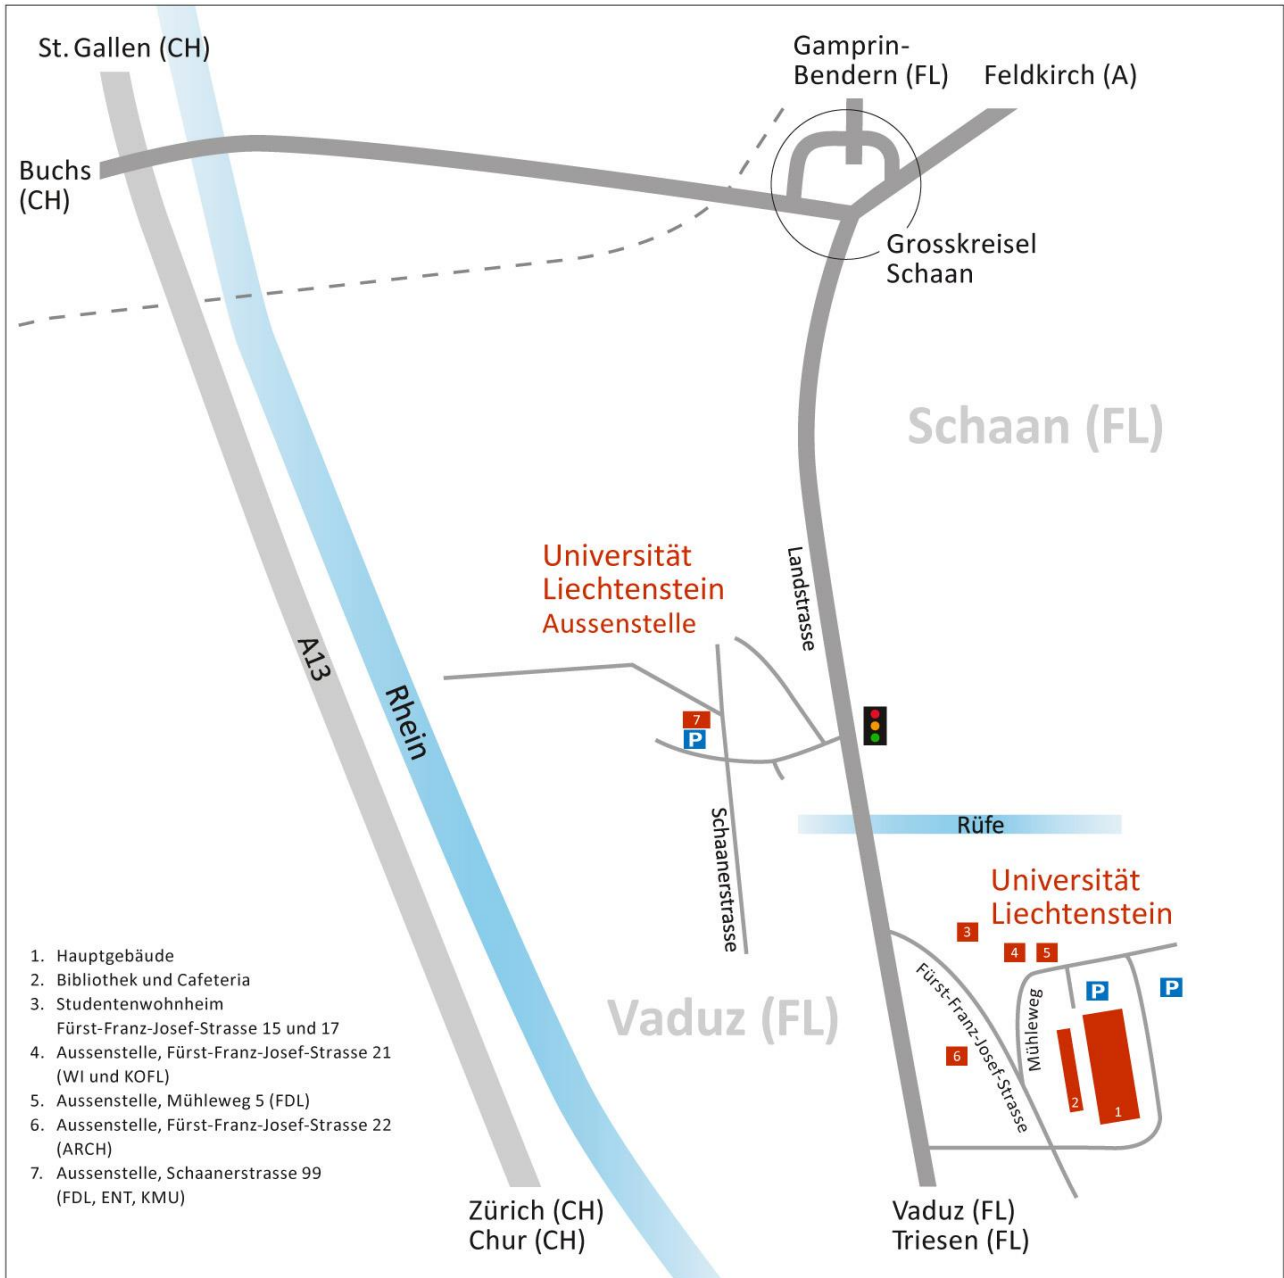 St. Gallen (CH)
Gamprin-
Bendern (FL)
Feldkirch (A)
Buchs
(CH)
Grosskreisel
Schaan
Schaan (FL)
Universität
Liechtenstein
Aussenstelle
Landstrasse
A13
Rhein
7
P
Schaanerstrasse
Rüfe
Universität
Liechtenstein
3
4
5
P
P
Fürst-Franz-Josef-Strasse
Mühleweg
Vaduz (FL)
6
2
1
1. Hauptgebäude
2. Bibliothek und Cafeteria
3. Studentenwohnheim
Fürst-Franz-Josef-Strasse 15 und 17
4. Aussenstelle, Fürst-Franz-Josef-Strasse 21
(WI und KOFL)
5. Aussenstelle, Mühleweg 5 (FDL)
6. Aussenstelle, Fürst-Franz-Josef-Strasse 22
(ARCH)
7. Aussenstelle, Schaanerstrasse 99
(FDL, ENT, KMU)
Zürich (CH)
Chur (CH)
Vaduz (FL)
Triesen (FL)